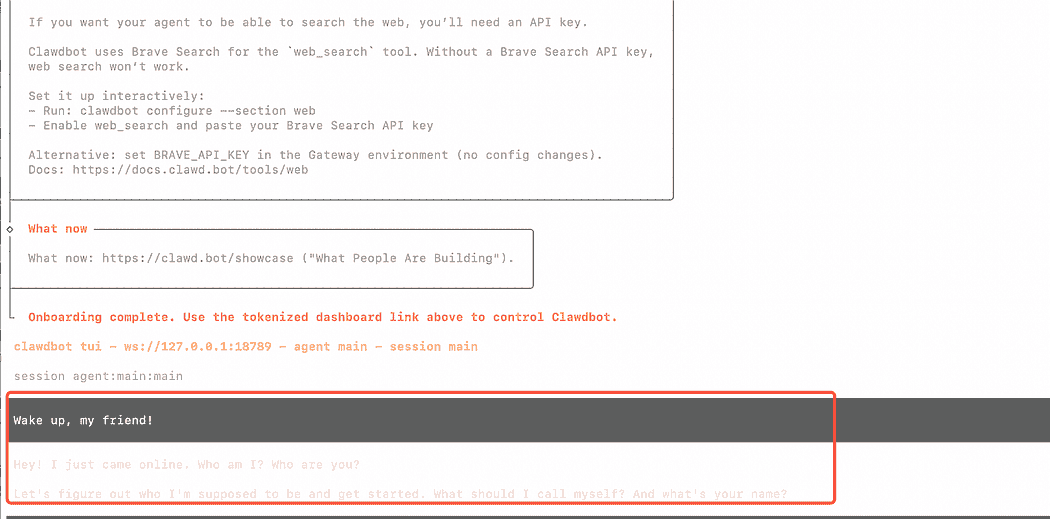 If you want your agent to be able to search the web, you’ll need an API key.
Clawdbot uses Brave Search for the `web_search` tool. Without a Brave Search API key,
web search won’t work.
Set it up interactively:
- Run: clawdbot configure --section web
- Enable web_search and paste your Brave Search API key
Alternative: set BRAVE_API_KEY in the Gateway environment (no config changes).
Docs: https://docs.clawd.bot/tools/web
What now
What now: https://clawd.bot/showcase ("What People Are Building").
Onboarding complete. Use the tokenized dashboard link above to control Clawdbot.
clawdbot tui - ws://127.0.0.1:18789 - agent main - session main
session agent:main:main
Wake up, my friend!
Hey! I just came online. Who am I? Who are you?
Let's figure out who I'm supposed to be and get started. What should I call myself? And what's your name?